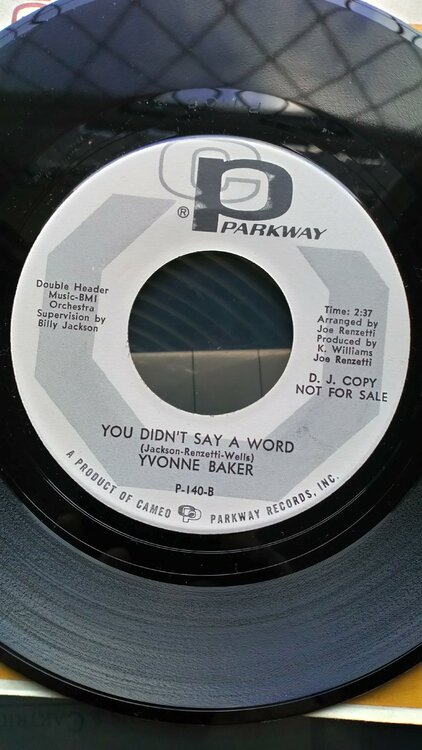 P
® PARKWAY
Double Header
Music-BMI
Orchestra
Supervision by
Billy Jackson
Time: 2:37
Arranged by
Joe Renzetti
Produced by
K. Williams
Joe Renzetti
D. J. COPY
NOT FOR SALE
YOU DIDN'T SAY A WORD
(Jackson-Renzetti-Wells)
YVONNE BAKER
P-140-B
A PRODUCT OF CAMEO CP PARKWAY RECORDS, INC.